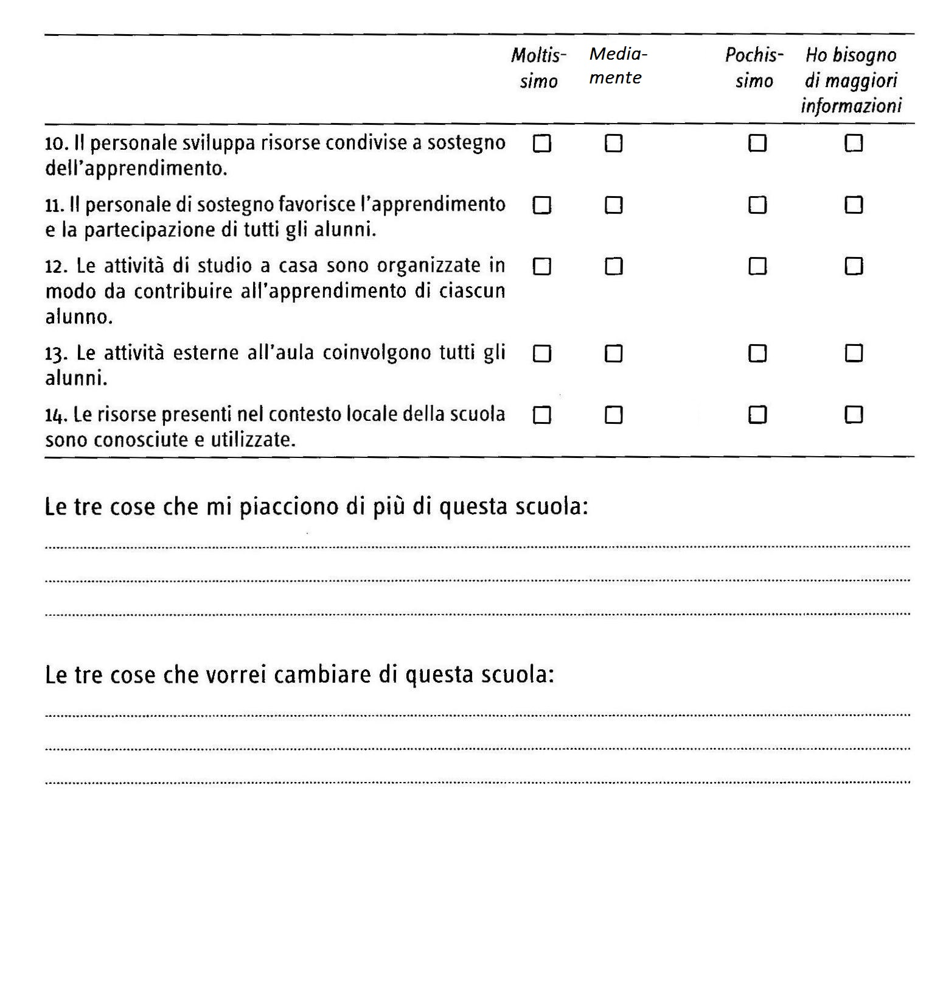 Moltis- Media- Pochis- Ho bisogno
simo mente simo di maggiori
informazioni
10. Il personale sviluppa risorse condivise a sostegno
dell'apprendimento.
11. Il personale di sostegno favorisce l'apprendimento
e la partecipazione di tutti gli alunni.
12. Le attività di studio a casa sono organizzate in
modo da contribuire all'apprendimento di ciascun
alunno.
13. Le attività esterne all'aula coinvolgono tutti gli
alunni.
14. Le risorse presenti nel contesto locale della scuola
sono conosciute e utilizzate.
Le tre cose che mi piacciono di più di questa scuola:
Le tre cose che vorrei cambiare di questa scuola: